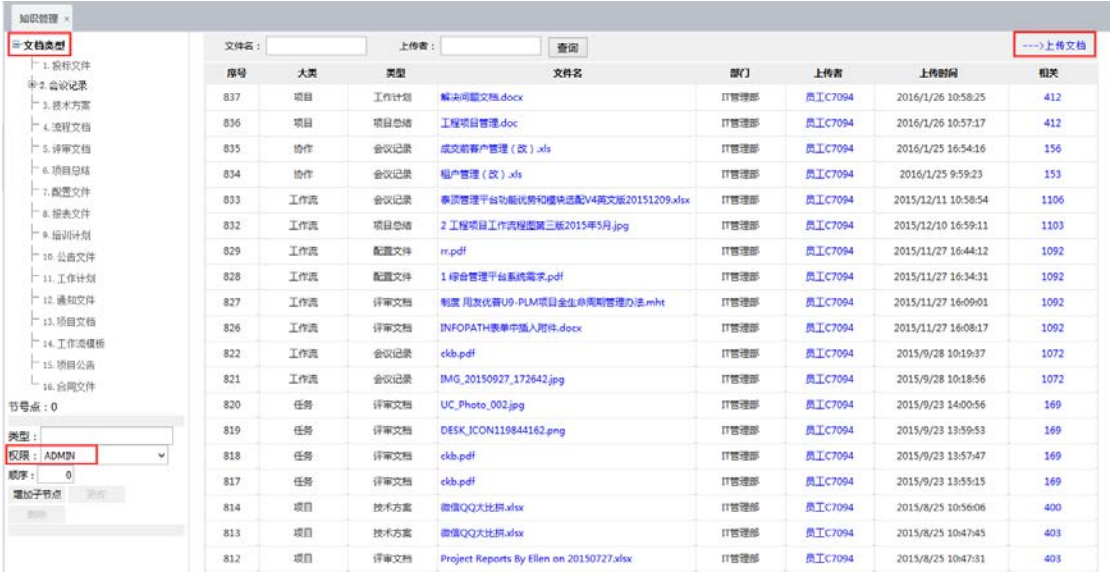 知识管理 ×
文档类型
1. 投标文件
2. 会议记录
3. 技术方案
4. 流程文档
5. 评审文档
6. 项目总结
7. 配置文件
8. 报表文件
9. 培训计划
10. 公告文件
11. 工作计划
12. 通知文件
13. 项目文档
14. 工作流模板
15. 项目公告
16. 合同文件
节号点：0
类型：
权限： ADMIN
顺序： 0
增加子节点 更改
删除
文件名： 上传者： 查询 --->上传文档
序号 大类 类型 文件名 部门 上传者 上传时间 相关
837 项目 工作计划 解决问题文档.docx IT管理部 员工C7094 2016/1/26 10:58:25 412
836 项目 项目总结 工程项目管理.doc IT管理部 员工C7094 2016/1/26 10:57:17 412
835 协作 会议记录 成交前客户管理（改）.xls IT管理部 员工C7094 2016/1/25 16:54:16 156
834 协作 会议记录 租户管理（改）.xls IT管理部 员工C7094 2016/1/25 9:59:23 153
833 工作流 会议记录 泰顶管理平台功能优势和模块选配V4英文版20151209.xlsx IT管理部 员工C7094 2015/12/11 10:58:54 1106
832 工作流 项目总结 2 工程项目工作流程图第三版2015年5月.jpg IT管理部 员工C7094 2015/12/10 16:59:11 1103
829 工作流 配置文件 rr.pdf IT管理部 员工C7094 2015/11/27 16:44:12 1092
828 工作流 配置文件 1 综合管理平台系统需求.pdf IT管理部 员工C7094 2015/11/27 16:34:31 1092
827 工作流 评审文档 制度 用友优普U9-PLM项目全生命周期管理办法.mht IT管理部 员工C7094 2015/11/27 16:09:01 1092
826 工作流 评审文档 INFOPATH表单中插入附件.docx IT管理部 员工C7094 2015/11/27 16:08:17 1092
822 工作流 会议记录 ckb.pdf IT管理部 员工C7094 2015/9/28 10:19:37 1072
821 工作流 会议记录 IMG_20150927_172642.jpg IT管理部 员工C7094 2015/9/28 10:18:56 1072
820 任务 评审文档 UC_Photo_002.jpg IT管理部 员工C7094 2015/9/23 14:00:56 169
819 任务 评审文档 DESK_ICON119844162.png IT管理部 员工C7094 2015/9/23 13:59:53 169
818 任务 评审文档 ckb.pdf IT管理部 员工C7094 2015/9/23 13:57:47 169
817 任务 评审文档 ckb.pdf IT管理部 员工C7094 2015/9/23 13:55:15 169
814 项目 技术方案 微信QQ大比拼.xlsx IT管理部 员工C7094 2015/8/25 10:56:06 400
813 项目 技术方案 微信QQ大比拼.xlsx IT管理部 员工C7094 2015/8/25 10:47:45 403
812 项目 评审文档 Project Reports By Ellen on 20150727.xlsx IT管理部 员工C7094 2015/8/25 10:47:31 403